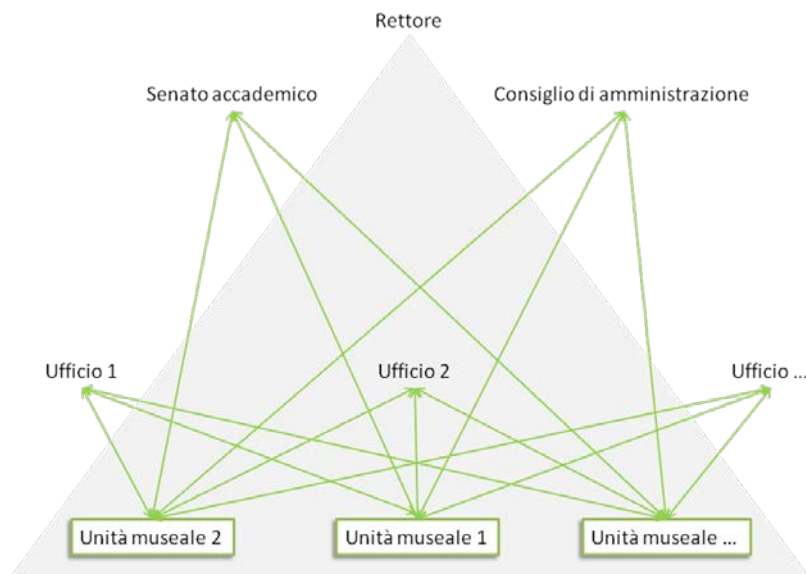 Rettore
Senato accademico
Consiglio di amministrazione
Ufficio 1
Ufficio 2
Ufficio ...
Unità museale 2
Unità museale 1
Unità museale ...